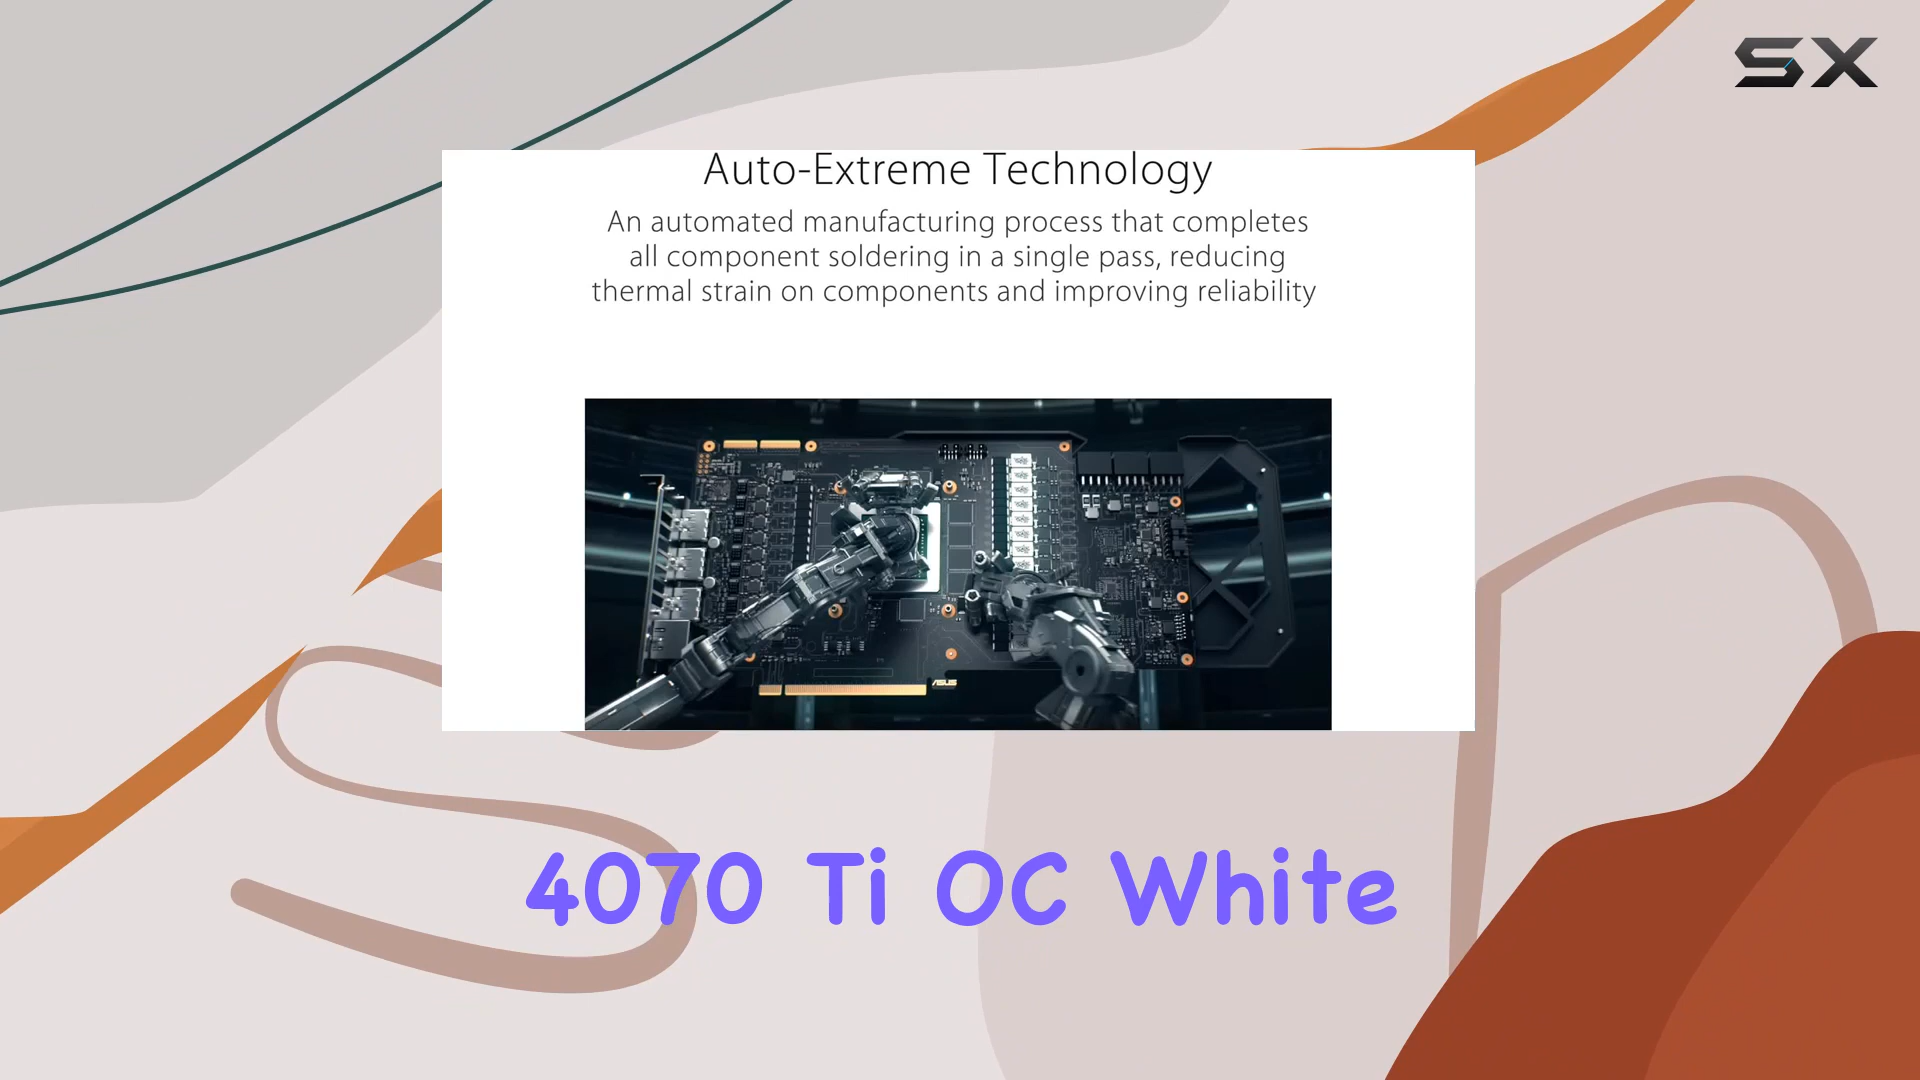 SX
Auto-Extreme Technology
An automated manufacturing process that completes
all component soldering in a single pass, reducing
thermal strain on components and improving reliability
ASUS
4070 Ti OC White